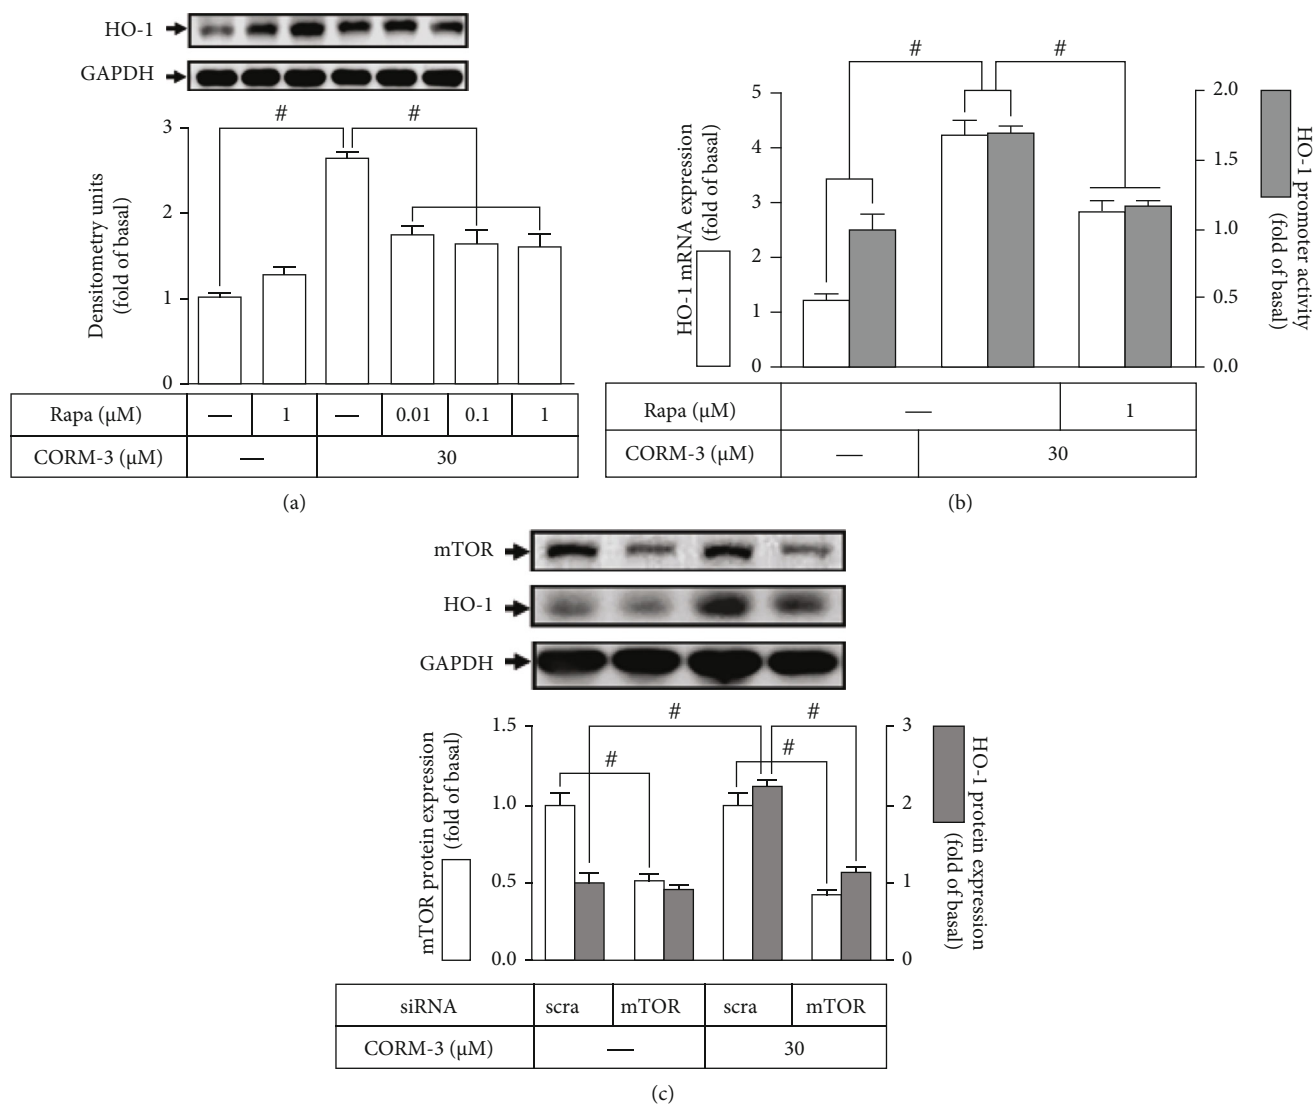 HO-1
GAPDH
# #
3
2
1
0
Densitometry units
(fold of basal)
Rapa (μM) — 1 — 0.01 0.1 1
CORM-3 (μM) — 30
(a)
# #
5
4
3
2
1
0
HO-1 mRNA expression
(fold of basal)
2.0
1.5
1.0
0.5
0.0
HO-1 promoter activity
(fold of basal)
Rapa (μM) — 1
CORM-3 (μM) — 30
(b)
mTOR
HO-1
GAPDH
# #
# #
1.5
1.0
0.5
0.0
mTOR protein expression
(fold of basal)
3
2
1
0
HO-1 protein expression
(fold of basal)
siRNA scra mTOR scra mTOR
CORM-3 (μM) — 30
(c)